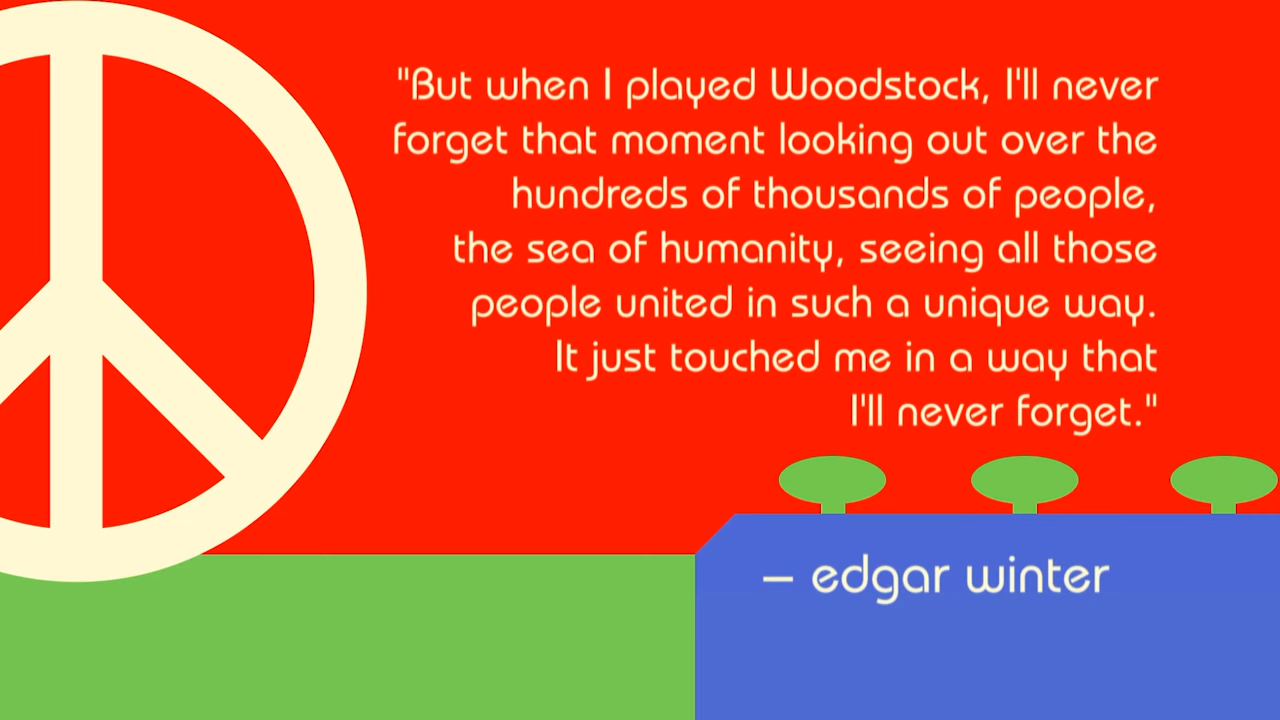 "But when I played Woodstock, I'll never
forget that moment looking out over the
hundreds of thousands of people,
the sea of humanity, seeing all those
people united in such a unique way.
It just touched me in a way that
I'll never forget."
– edgar winter